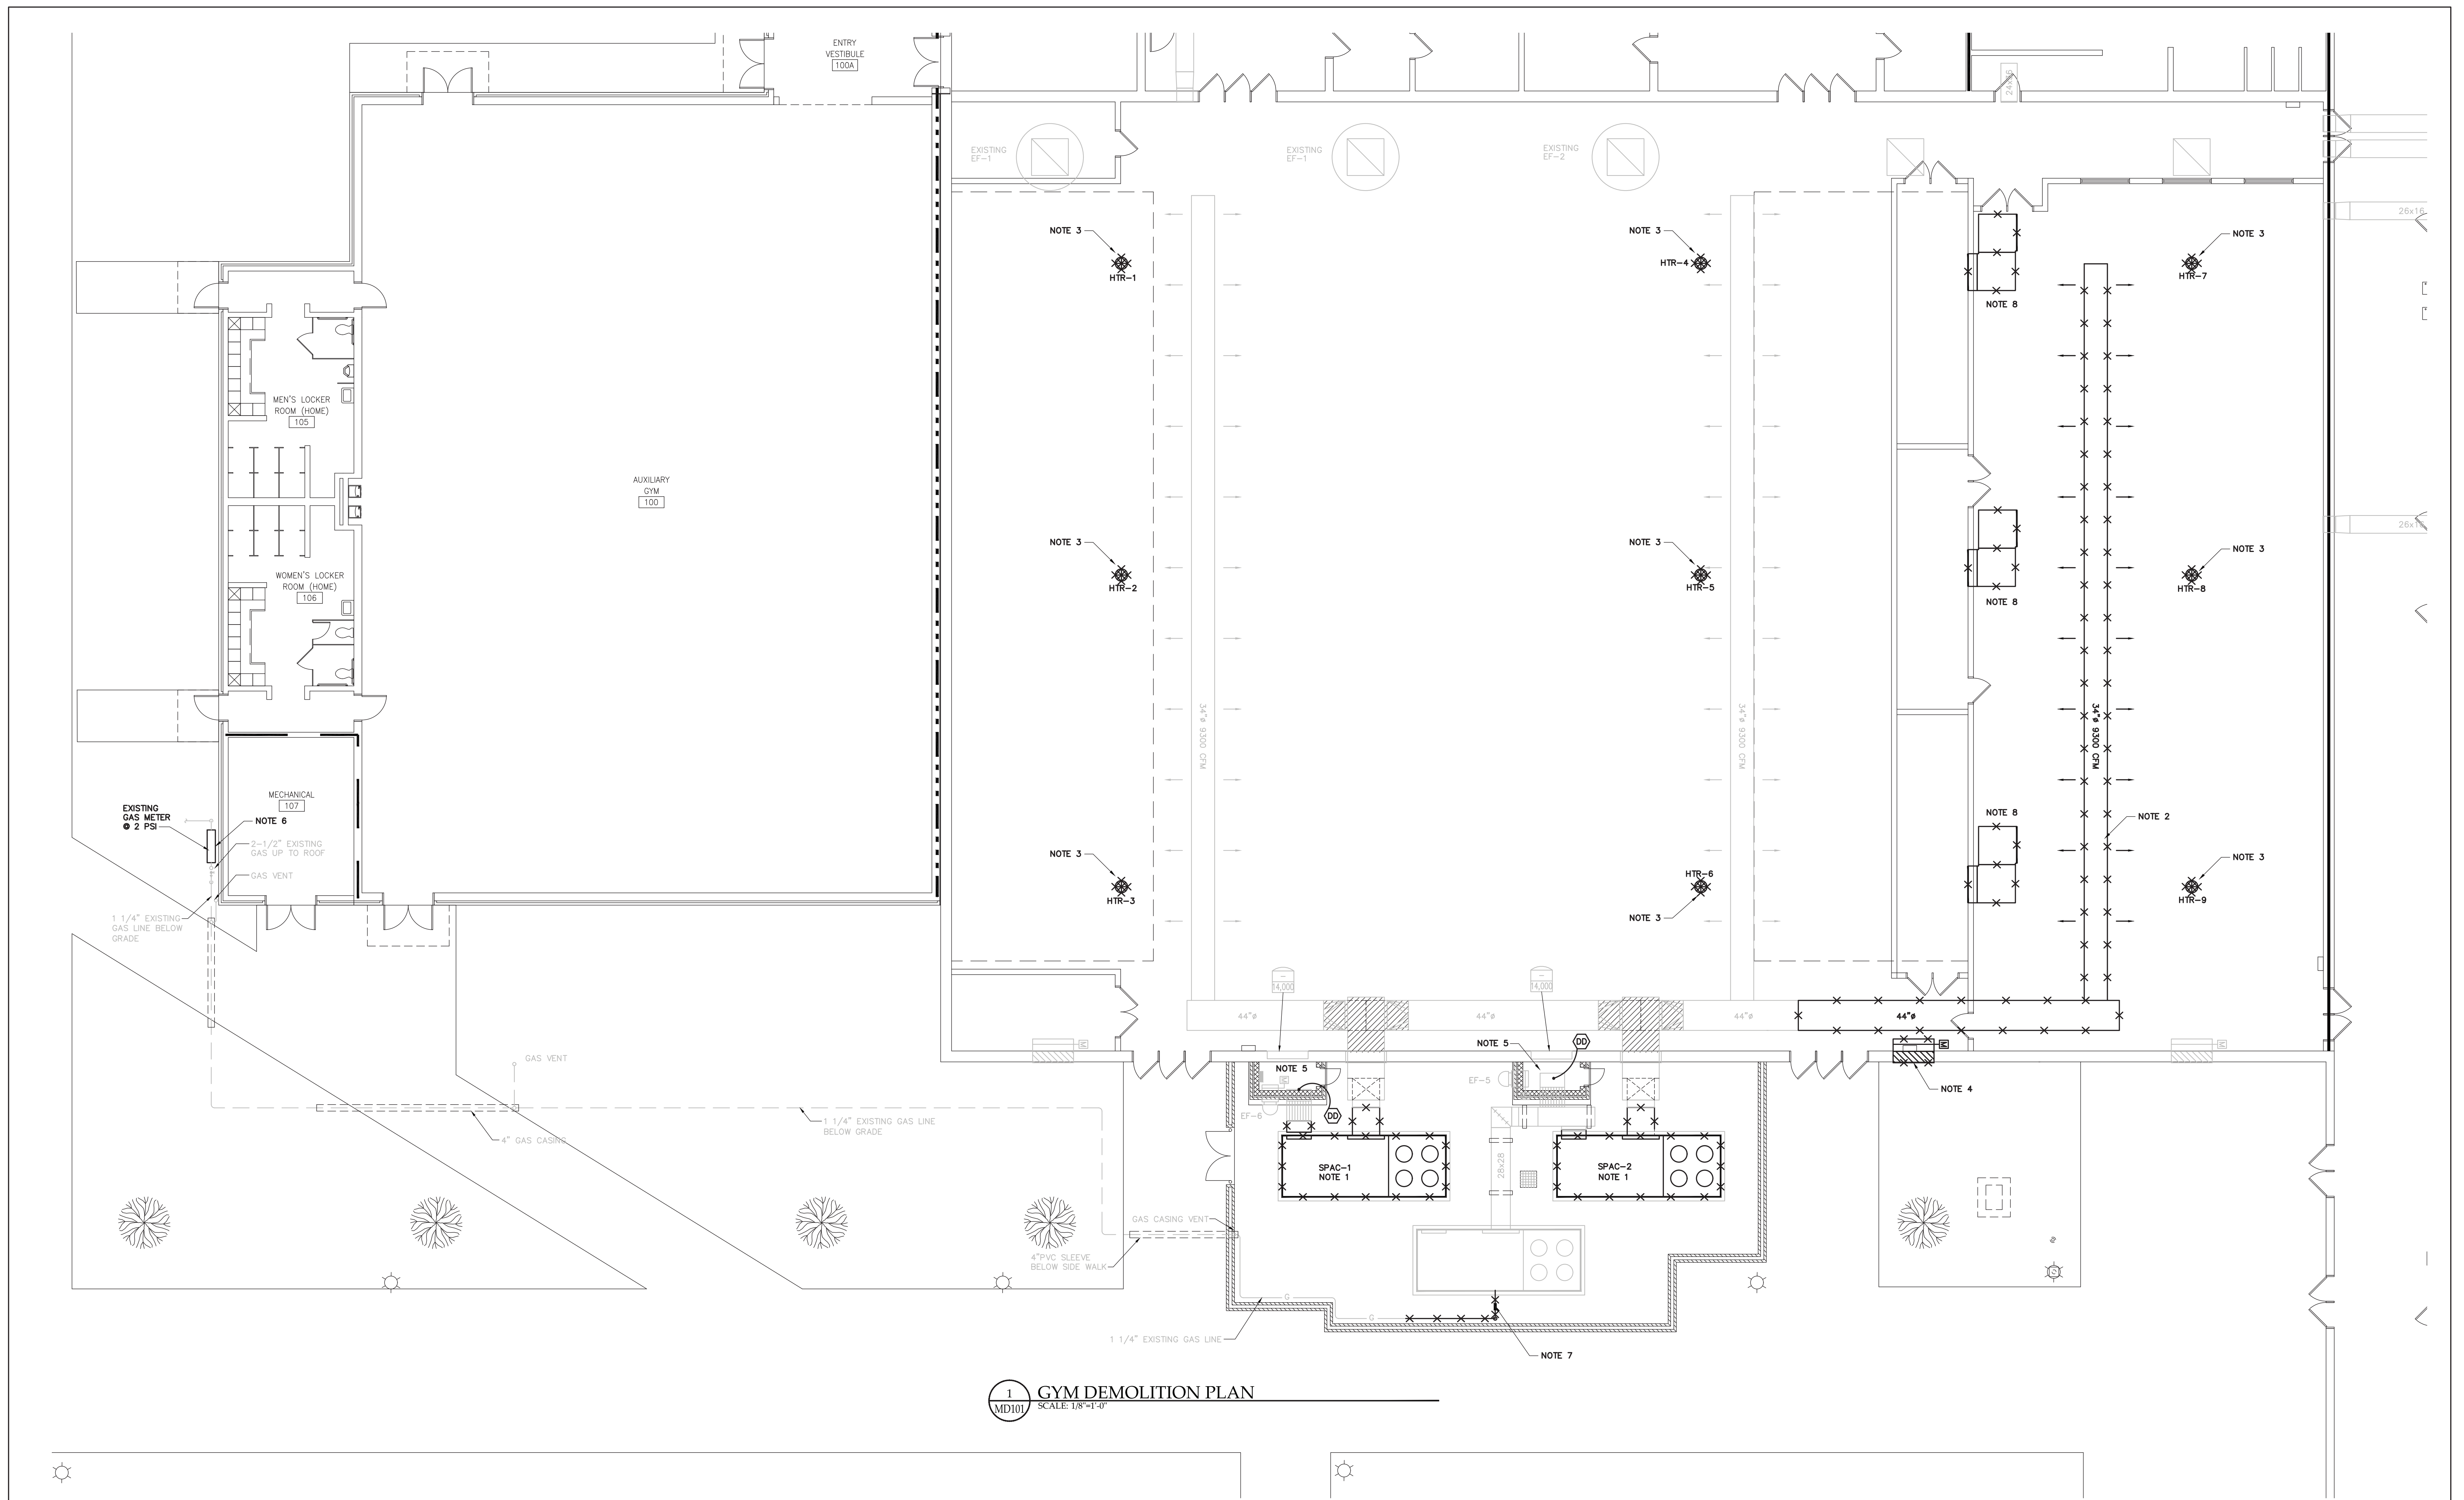 ENTRY
VESTIBULE
100A
24x16
EXISTING
EF-1
EXISTING
EF-1
EXISTING
EF-2
26x16
NOTE 3
HTR-1
NOTE 3
HTR-4
NOTE 3
HTR-7
NOTE 8
MEN'S LOCKER
ROOM (HOME)
105
AUXILIARY
GYM
100
26x16
NOTE 3
HTR-2
NOTE 3
HTR-5
NOTE 3
HTR-8
NOTE 8
WOMEN'S LOCKER
ROOM (HOME)
106
34"ø 9300 CFM
34"ø 9300 CFM
34"ø 9300 CFM
MECHANICAL
107
EXISTING
GAS METER
@ 2 PSI
NOTE 6
2-1/2" EXISTING
GAS UP TO ROOF
GAS VENT
1 1/4" EXISTING
GAS LINE BELOW
GRADE
NOTE 8
NOTE 2
NOTE 3
HTR-3
HTR-6
NOTE 3
NOTE 3
HTR-9
14,000
14,000
44"ø
44"ø
44"ø
44"ø
M
M
M
NOTE 5
DD
NOTE 5
EF-5
NOTE 4
GAS VENT
EF-6
DD
1 1/4" EXISTING GAS LINE
BELOW GRADE
4" GAS CASING
SPAC-1
NOTE 1
28x28
SPAC-2
NOTE 1
GAS CASING VENT
4"PVC SLEEVE
BELOW SIDE WALK
G
G
1 1/4" EXISTING GAS LINE
NOTE 7
1
MD101
GYM DEMOLITION PLAN
SCALE: 1/8"=1'-0"